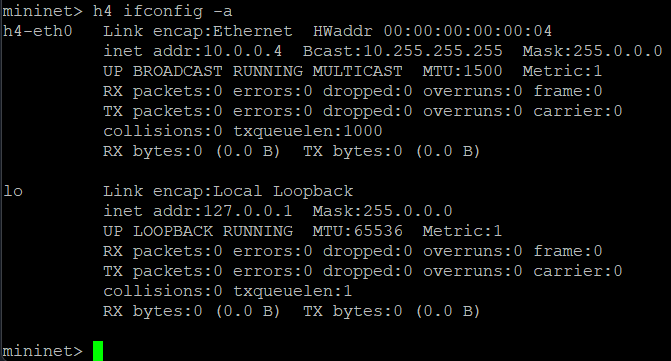 mininet> h4 ifconfig -a
h4-eth0   Link encap:Ethernet  HWaddr 00:00:00:00:00:04
          inet addr:10.0.0.4  Bcast:10.255.255.255  Mask:255.0.0.0
          UP BROADCAST RUNNING MULTICAST  MTU:1500  Metric:1
          RX packets:0 errors:0 dropped:0 overruns:0 frame:0
          TX packets:0 errors:0 dropped:0 overruns:0 carrier:0
          collisions:0 txqueuelen:1000
          RX bytes:0 (0.0 B)  TX bytes:0 (0.0 B)
lo        Link encap:Local Loopback
          inet addr:127.0.0.1  Mask:255.0.0.0
          UP LOOPBACK RUNNING  MTU:65536  Metric:1
          RX packets:0 errors:0 dropped:0 overruns:0 frame:0
          TX packets:0 errors:0 dropped:0 overruns:0 carrier:0
          collisions:0 txqueuelen:1
          RX bytes:0 (0.0 B)  TX bytes:0 (0.0 B)
mininet>